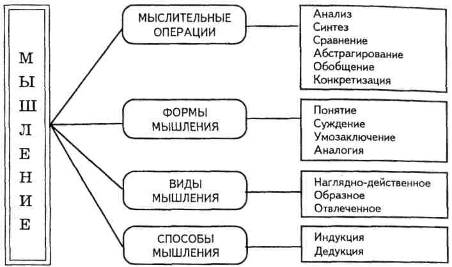 МЫШЛЕНИЕ
МЫСЛИТЕЛЬНЫЕ
ОПЕРАЦИИ
Анализ
Синтез
Сравнение
Абстрагирование
Обобщение
Конкретизация
ФОРМЫ
МЫШЛЕНИЯ
Понятие
Суждение
Умозаключение
Аналогия
ВИДЫ
МЫШЛЕНИЯ
Наглядно-действенное
Образное
Отвлеченное
СПОСОБЫ
МЫШЛЕНИЯ
Индукция
Дедукция